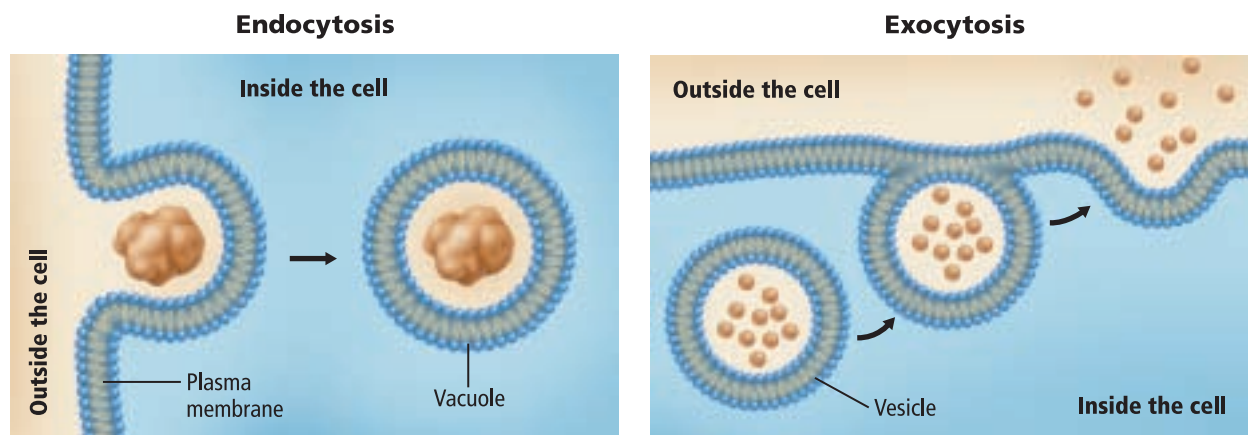 Endocytosis
Inside the cell
Outside the cell
Plasma
membrane
Vacuole
Exocytosis
Outside the cell
Vesicle
Inside the cell